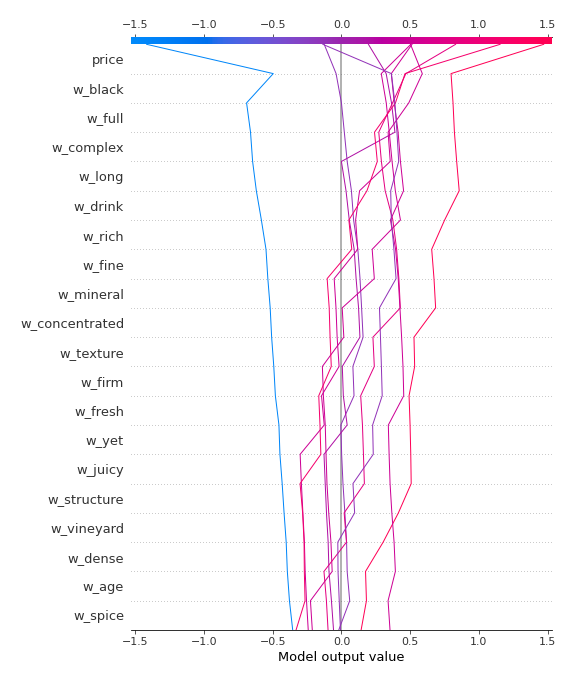 −1.5 −1.0 −0.5 0.0 0.5 1.0 1.5
price
w_black
w_full
w_complex
w_long
w_drink
w_rich
w_fine
w_mineral
w_concentrated
w_texture
w_firm
w_fresh
w_yet
w_juicy
w_structure
w_vineyard
w_dense
w_age
w_spice
−1.5 −1.0 −0.5 0.0 0.5 1.0 1.5
Model output value